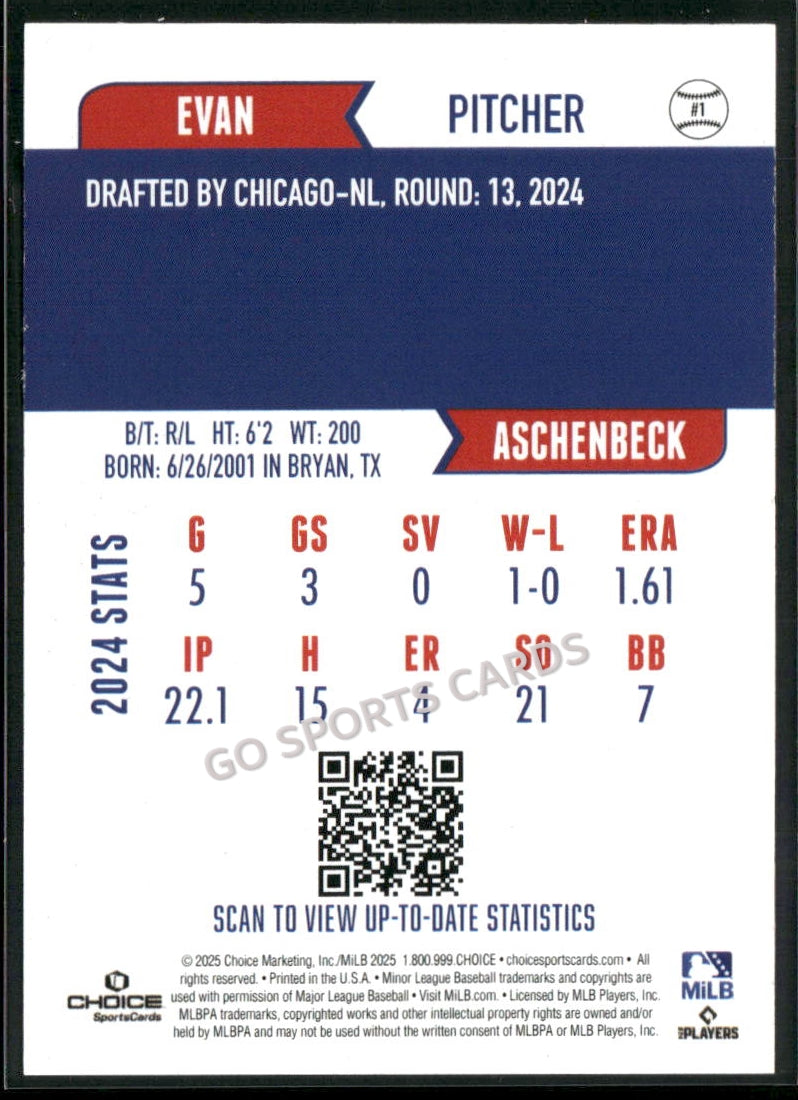 EVAN
PITCHER
#1
DRAFTED BY CHICAGO-NL, ROUND: 13, 2024
B/T: R/L HT: 6'2 WT: 200
BORN: 6/26/2001 IN BRYAN, TX
ASCHENBECK
2024 STATS
G GS SV W-L ERA
5 3 0 1-0 1.61
IP H ER SO BB
22.1 15 4 21 7
GO SPORTS CARDS
SCAN TO VIEW UP-TO-DATE STATISTICS
© 2025 Choice Marketing, Inc./MiLB 2025 1.800.999.CHOICE • choicesportscards.com • All
rights reserved. • Printed in the U.S.A. • Minor League Baseball trademarks and copyrights are
used with permission of Major League Baseball • Visit MiLB.com. • Licensed by MLB Players, Inc.
MLBPA trademarks, copyrighted works and other intellectual property rights are owned and/or
held by MLBPA and may not be used without the written consent of MLBPA or MLB Players, Inc.
CHOICE
SportsCards
MiLB
MLB PLAYERS